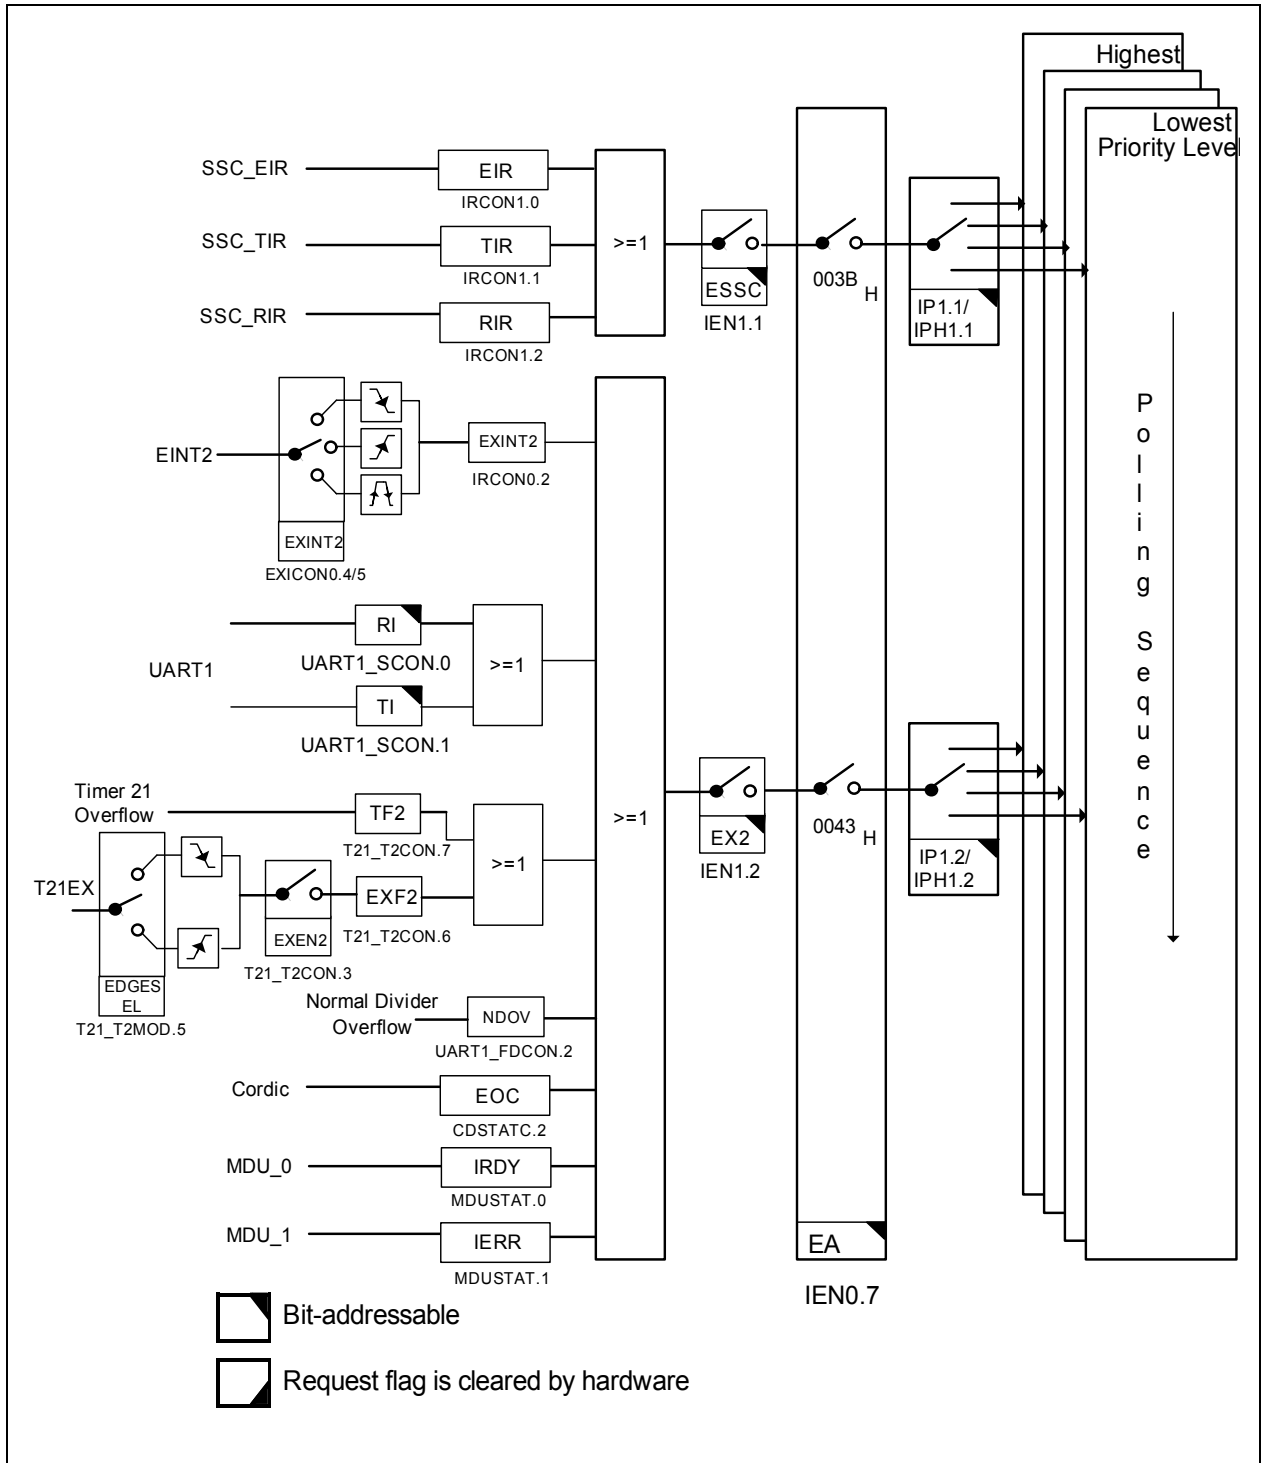 Highest
Lowest
Priority Level
SSC_EIR
EIR
IRCON1.0
SSC_TIR
TIR
IRCON1.1
SSC_RIR
RIR
IRCON1.2
>=1
ESSC
IEN1.1
003B H
IP1.1/
IPH1.1
EINT2
EXINT2
IRCON0.2
EXINT2
EXICON0.4/5
UART1
RI
UART1_SCON.0
TI
UART1_SCON.1
>=1
Timer 21
Overflow
TF2
T21_T2CON.7
T21EX
EDGES
EL
T21_T2MOD.5
EXEN2
T21_T2CON.3
EXF2
T21_T2CON.6
>=1
Normal Divider
Overflow
NDOV
UART1_FDCON.2
Cordic
EOC
CDSTATC.2
MDU_0
IRDY
MDUSTAT.0
MDU_1
IERR
MDUSTAT.1
>=1
EX2
IEN1.2
0043 H
IP1.2/
IPH1.2
EA
IEN0.7
Polling Sequence
Bit-addressable
Request flag is cleared by hardware